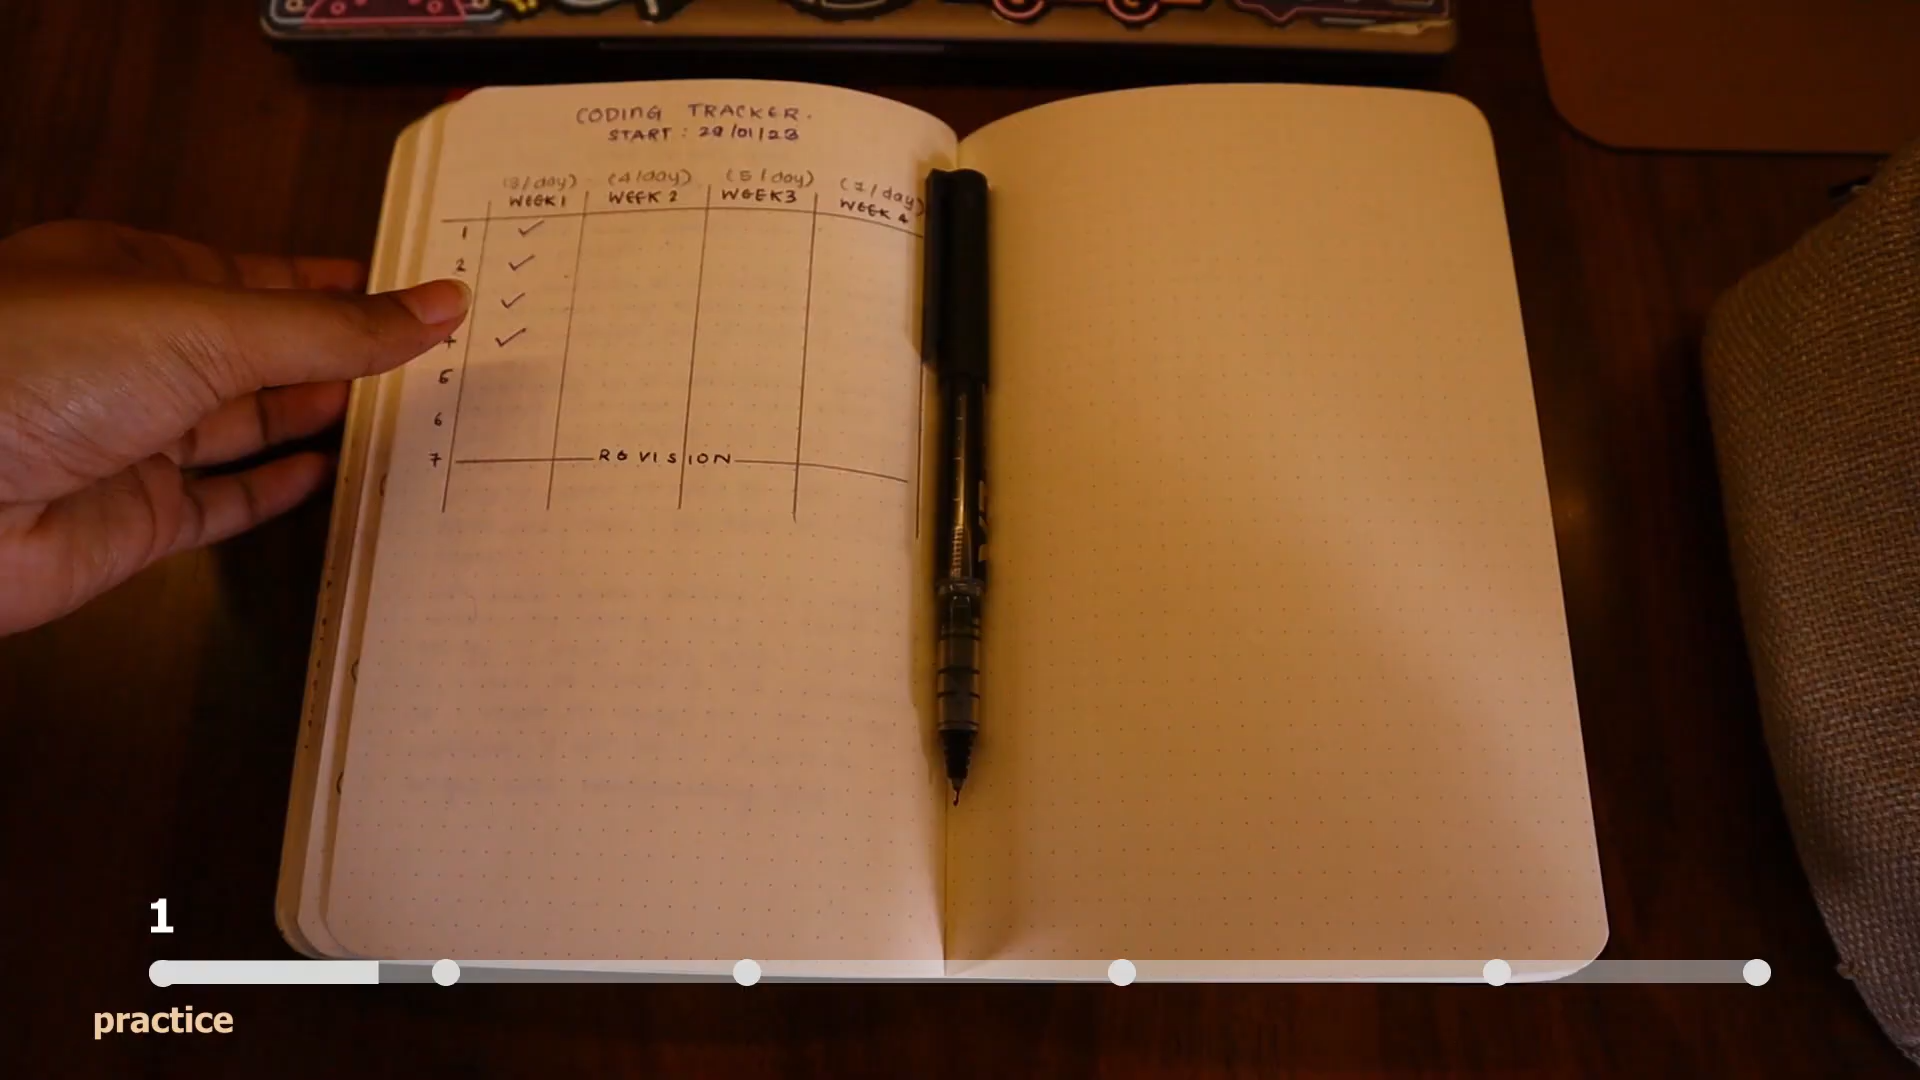 CODING TRACKER.
START : 29/01/23
(3/day) (4/day) (5/day) (7/day)
WEEK 1 WEEK 2 WEEK 3 WEEK 4
1
2
4
5
6
7 REVISION
1
practice